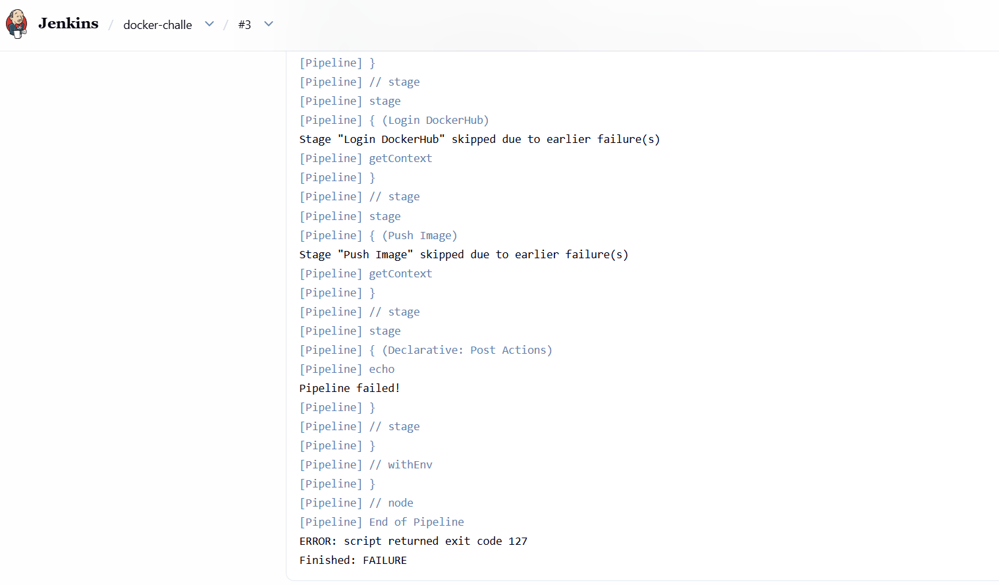 Jenkins / docker-challe / #3
[Pipeline] }
[Pipeline] // stage
[Pipeline] stage
[Pipeline] { (Login DockerHub)
Stage "Login DockerHub" skipped due to earlier failure(s)
[Pipeline] getContext
[Pipeline] }
[Pipeline] // stage
[Pipeline] stage
[Pipeline] { (Push Image)
Stage "Push Image" skipped due to earlier failure(s)
[Pipeline] getContext
[Pipeline] }
[Pipeline] // stage
[Pipeline] stage
[Pipeline] { (Declarative: Post Actions)
[Pipeline] echo
Pipeline failed!
[Pipeline] }
[Pipeline] // stage
[Pipeline] }
[Pipeline] // withEnv
[Pipeline] }
[Pipeline] // node
[Pipeline] End of Pipeline
ERROR: script returned exit code 127
Finished: FAILURE